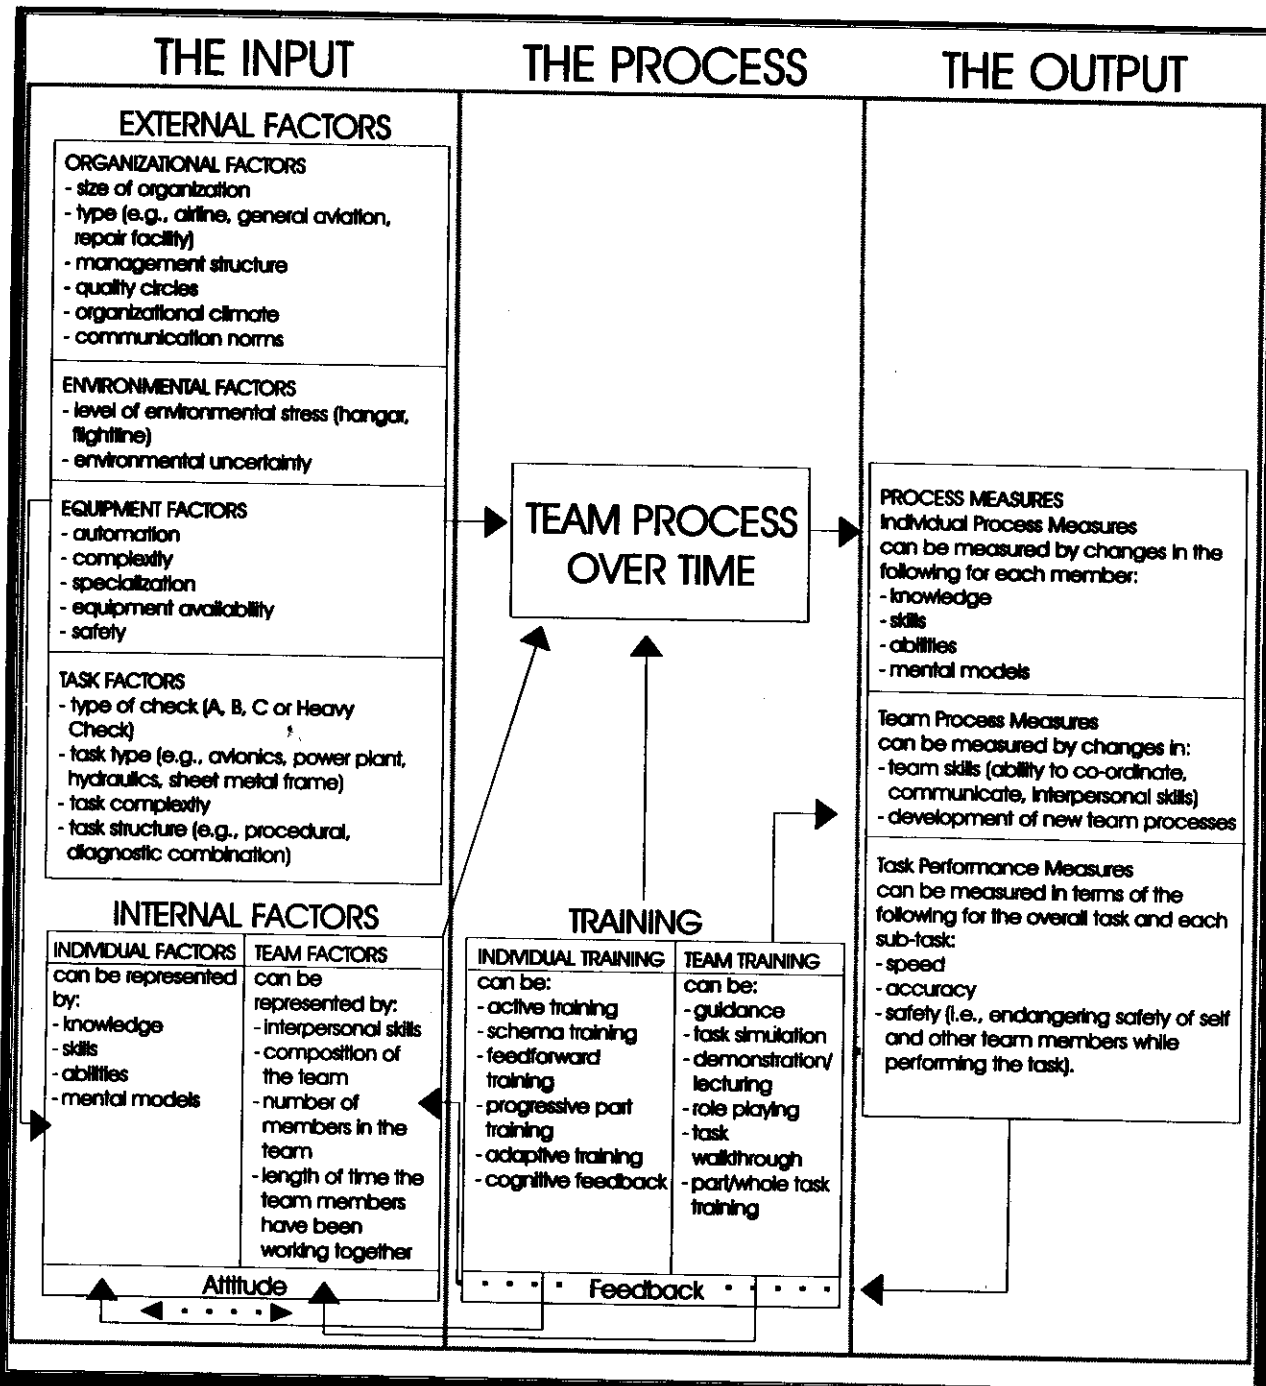 THE INPUT
THE PROCESS
THE OUTPUT
EXTERNAL FACTORS
ORGANIZATIONAL FACTORS
- size of organization
- type (e.g., airline, general aviation,
repair facility)
- management structure
- quality circles
- organizational climate
- communication norms
ENVIRONMENTAL FACTORS
- level of environmental stress (hangar,
flightline)
- environmental uncertainty
EQUIPMENT FACTORS
- automation
- complexity
- specialization
- equipment availability
- safety
TASK FACTORS
- type of check (A, B, C or Heavy
Check)
- task type (e.g., avionics, power plant,
hydraulics, sheet metal frame)
- task complexity
- task structure (e.g., procedural,
diagnostic combination)
INTERNAL FACTORS
INDIVIDUAL FACTORS
can be represented
by:
- knowledge
- skills
- abilities
- mental models
TEAM FACTORS
can be
represented by:
- interpersonal skills
- composition of
the team
- number of
members in the
team
- length of time the
team members
have been
working together
Attitude
TEAM PROCESS
OVER TIME
TRAINING
INDIVIDUAL TRAINING
can be:
- active training
- schema training
- feedforward
training
- progressive part
training
- adaptive training
- cognitive feedback
TEAM TRAINING
can be:
- guidance
- task simulation
- demonstration/
lecturing
- role playing
- task
walkthrough
- part/whole task
training
Feedback
PROCESS MEASURES
Individual Process Measures
can be measured by changes in the
following for each member:
- knowledge
- skills
- abilities
- mental models
Team Process Measures
can be measured by changes in:
- team skills (ability to co-ordinate,
communicate, interpersonal skills)
- development of new team processes
Task Performance Measures
can be measured in terms of the
following for the overall task and each
sub-task:
- speed
- accuracy
- safety (i.e., endangering safety of self
and other team members while
performing the task).